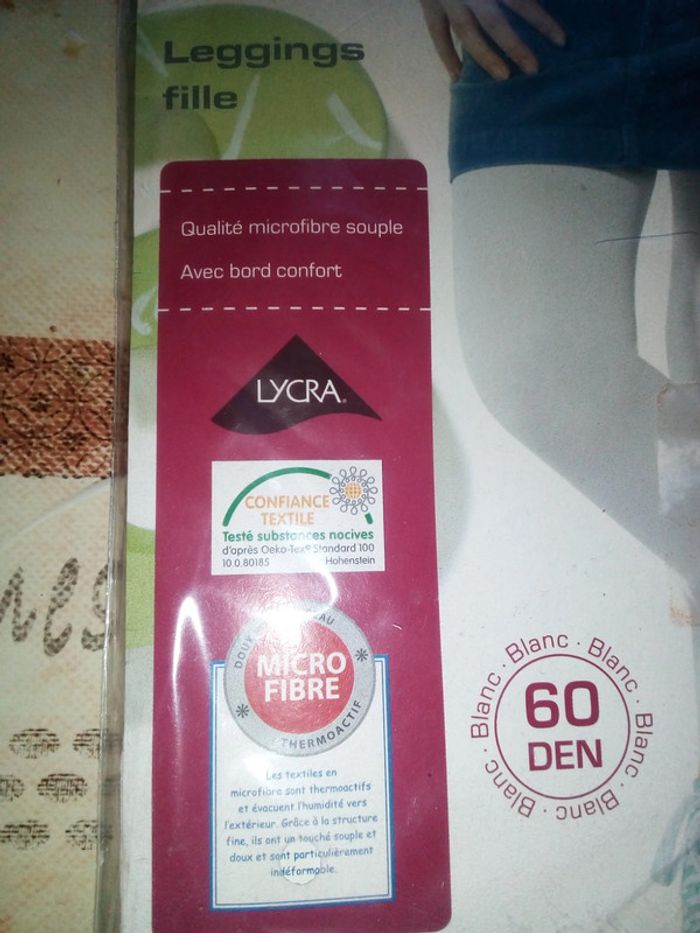 Leggings
fille
Qualité microfibre souple
Avec bord confort
LYCRA®
CONFIANCE
TEXTILE
Testé substances nocives
d'après Oeko-Tex® Standard 100
10.0.80185 Hohenstein
MICRO
FIBRE
THERMOACTIF
Les textiles en
microfibre sont thermoactifs
et évacuent l'humidité vers
l'extérieur. Grâce à la structure
fine, ils ont un touché souple et
doux et sont particulièrement
indéformable.
Blanc · Blanc · Blanc · Blanc · Blanc · Blanc ·
60
DEN